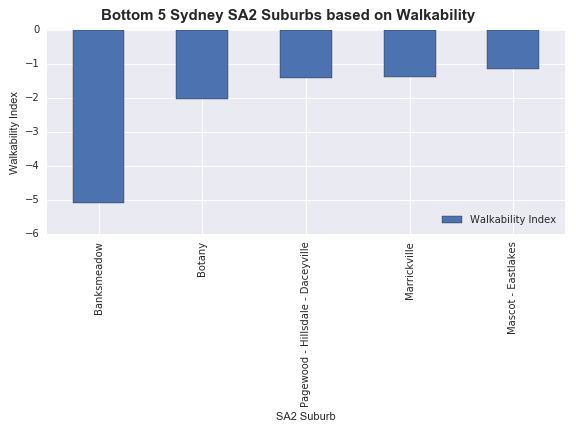 Bottom 5 Sydney SA2 Suburbs based on Walkability
0
−1
−2
−3
−4
−5
−6
Walkability Index
Walkability Index
Banksmeadow
Botany
Pagewood - Hillsdale - Daceyville
Marrickville
Mascot - Eastlakes
SA2 Suburb